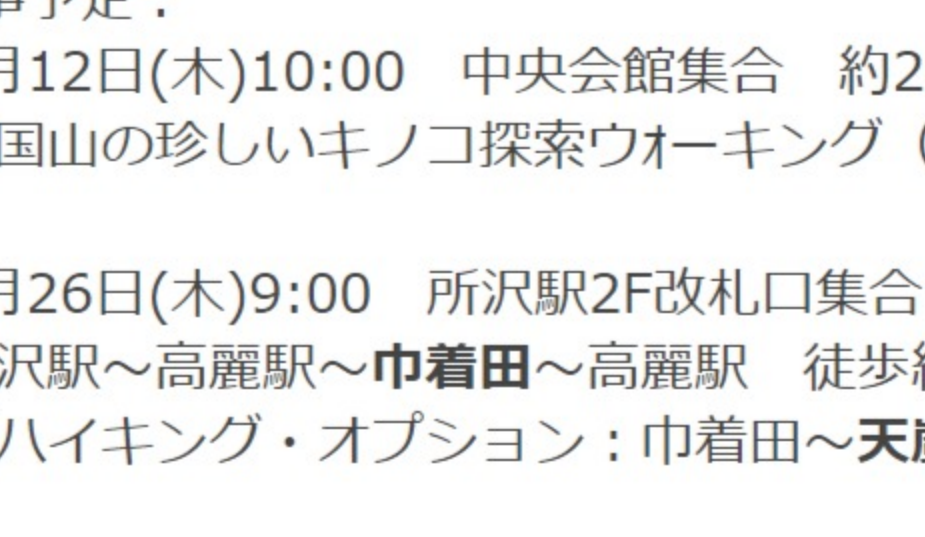 予定：
月12日(木)10:00　中央会館集合　約2
国山の珍しいキノコ探索ウォーキング（
月26日(木)9:00　所沢駅2F改札口集合
沢駅～高麗駅～巾着田～高麗駅　徒歩
ハイキング・オプション：巾着田～天